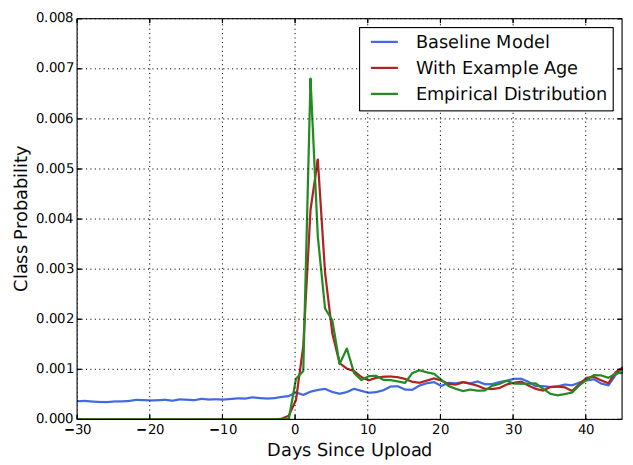 0.008
0.007
0.006
0.005
0.004
0.003
0.002
0.001
0.000
Class Probability
Baseline Model
With Example Age
Empirical Distribution
−30 −20 −10 0 10 20 30 40
Days Since Upload